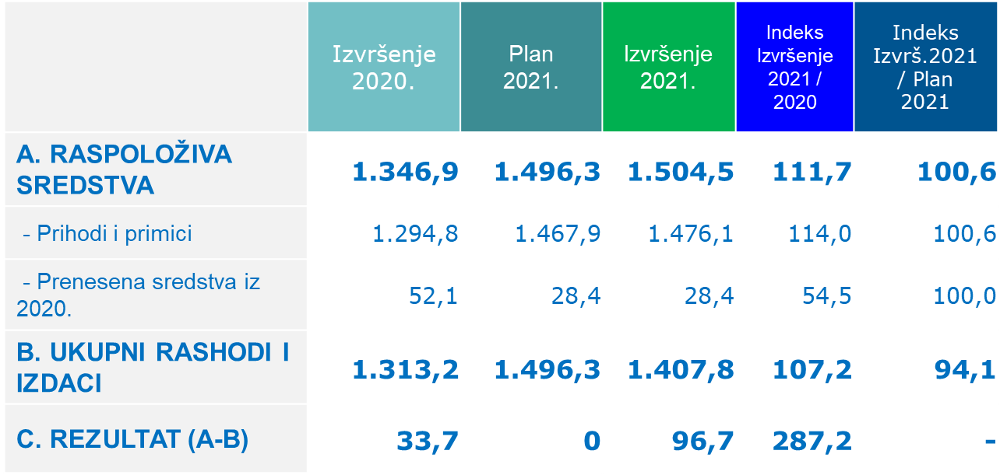 Izvršenje
2020.
Plan
2021.
Izvršenje
2021.
Indeks
Izvršenje
2021 /
2020
Indeks
Izvrš.2021
/ Plan
2021
A. RASPOLOŽIVA
SREDSTVA
1.346,9 1.496,3 1.504,5 111,7 100,6
- Prihodi i primici 1.294,8 1.467,9 1.476,1 114,0 100,6
- Prenesena sredstva iz
2020.
52,1 28,4 28,4 54,5 100,0
B. UKUPNI RASHODI I
IZDACI
1.313,2 1.496,3 1.407,8 107,2 94,1
C. REZULTAT (A-B) 33,7 0 96,7 287,2 -